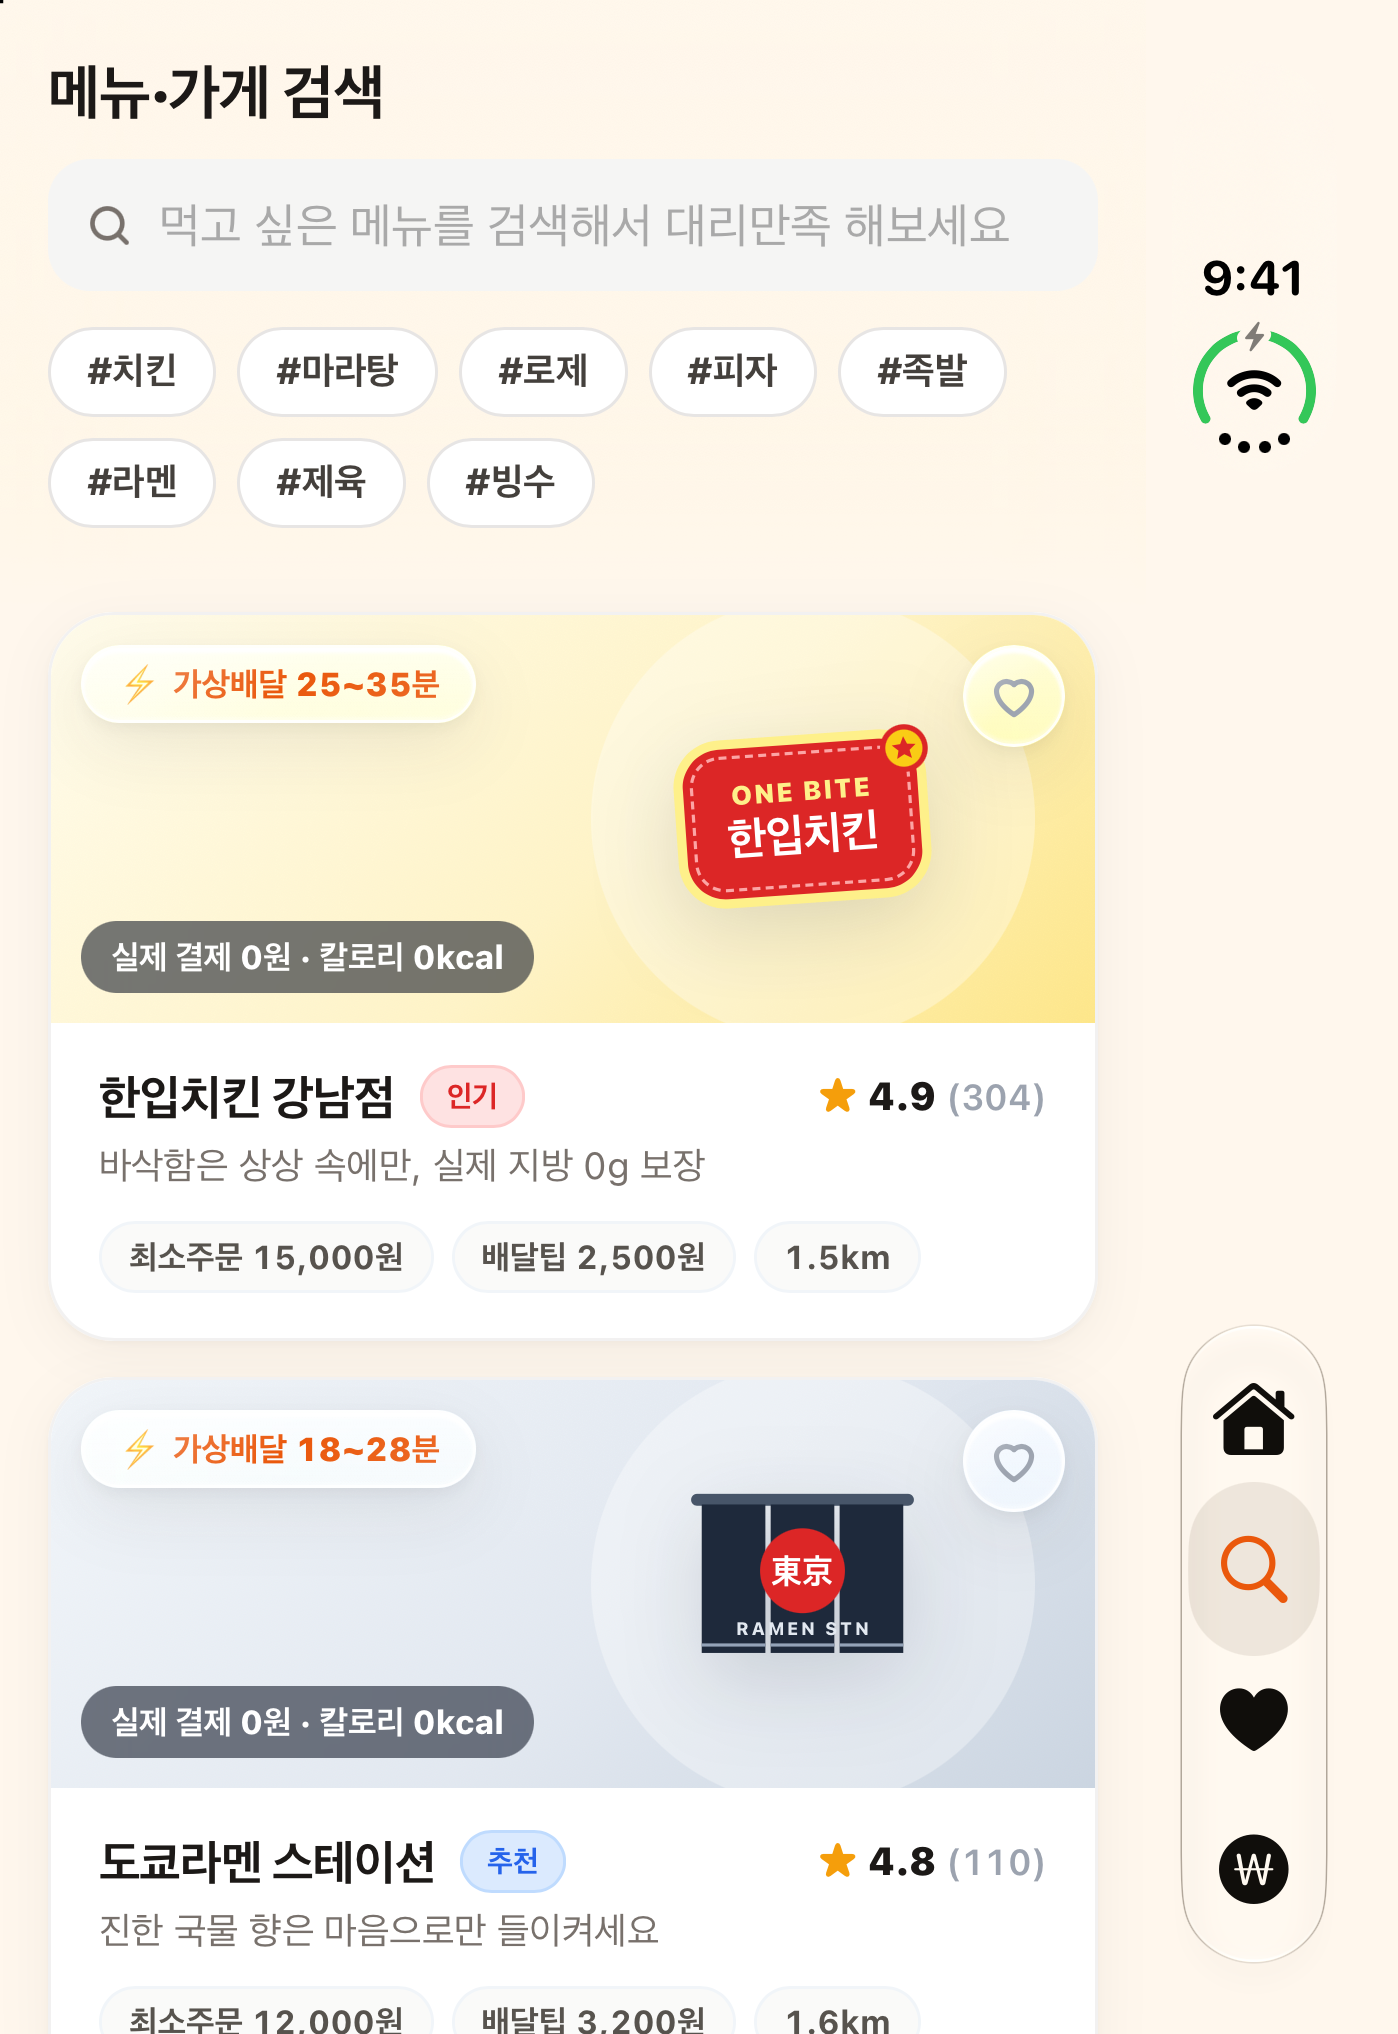 메뉴·가게 검색
먹고 싶은 메뉴를 검색해서 대리만족 해보세요
9:41
#치킨 #마라탕 #로제 #피자 #족발
#라멘 #제육 #빙수
가상배달 25~35분
ONE BITE
한입치킨
실제 결제 0원 · 칼로리 0kcal
한입치킨 강남점 인기 4.9 (304)
바삭함은 상상 속에만, 실제 지방 0g 보장
최소주문 15,000원 배달팁 2,500원 1.5km
가상배달 18~28분
東京
RAMEN STN
실제 결제 0원 · 칼로리 0kcal
도쿄라멘 스테이션 추천 4.8 (110)
진한 국물 향은 마음으로만 들이켜세요
₩
최소주문 12,000원 배달팁 3,200원 1.6km